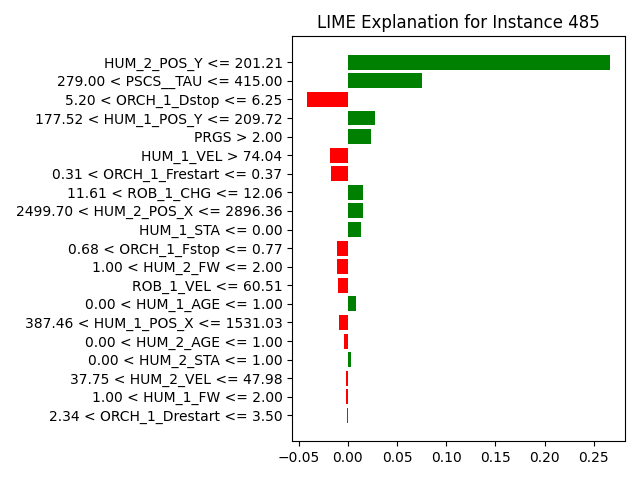 LIME Explanation for Instance 485
HUM_2_POS_Y <= 201.21
279.00 < PSCS__TAU <= 415.00
5.20 < ORCH_1_Dstop <= 6.25
177.52 < HUM_1_POS_Y <= 209.72
PRGS > 2.00
HUM_1_VEL > 74.04
0.31 < ORCH_1_Frestart <= 0.37
11.61 < ROB_1_CHG <= 12.06
2499.70 < HUM_2_POS_X <= 2896.36
HUM_1_STA <= 0.00
0.68 < ORCH_1_Fstop <= 0.77
1.00 < HUM_2_FW <= 2.00
ROB_1_VEL <= 60.51
0.00 < HUM_1_AGE <= 1.00
387.46 < HUM_1_POS_X <= 1531.03
0.00 < HUM_2_AGE <= 1.00
0.00 < HUM_2_STA <= 1.00
37.75 < HUM_2_VEL <= 47.98
1.00 < HUM_1_FW <= 2.00
2.34 < ORCH_1_Drestart <= 3.50
−0.05 0.00 0.05 0.10 0.15 0.20 0.25